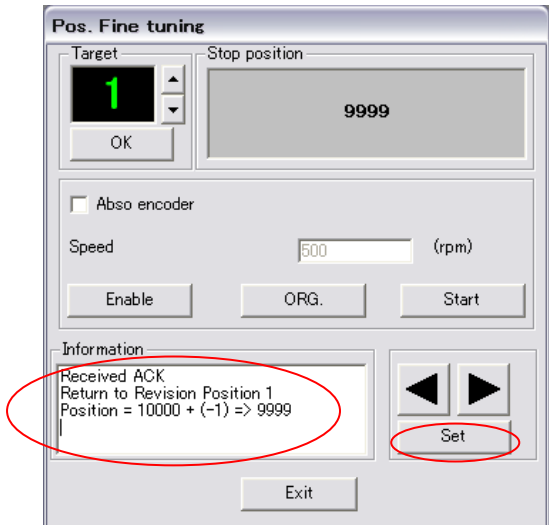 Pos. Fine tuning
Target
Stop position
1
9999
OK
Abso encoder
Speed
500
(rpm)
Enable
ORG.
Start
Information
Received ACK
Return to Revision Position 1
Position = 10000 + (-1) => 9999
Set
Exit